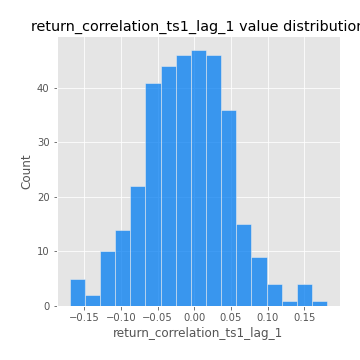 return_correlation_ts1_lag_1 value distribution
40
30
20
10
0
Count
−0.15 −0.10 −0.05 0.00 0.05 0.10 0.15
return_correlation_ts1_lag_1